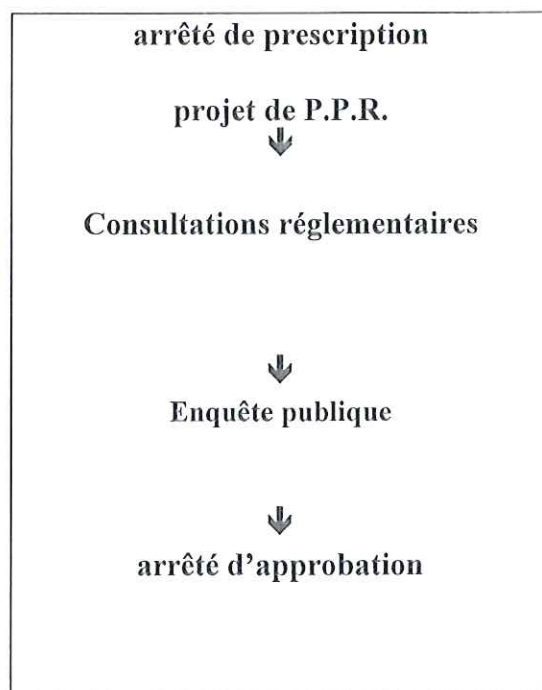 arrêté de prescription
projet de P.P.R.
Consultations réglementaires
Enquête publique
arrêté d’approbation